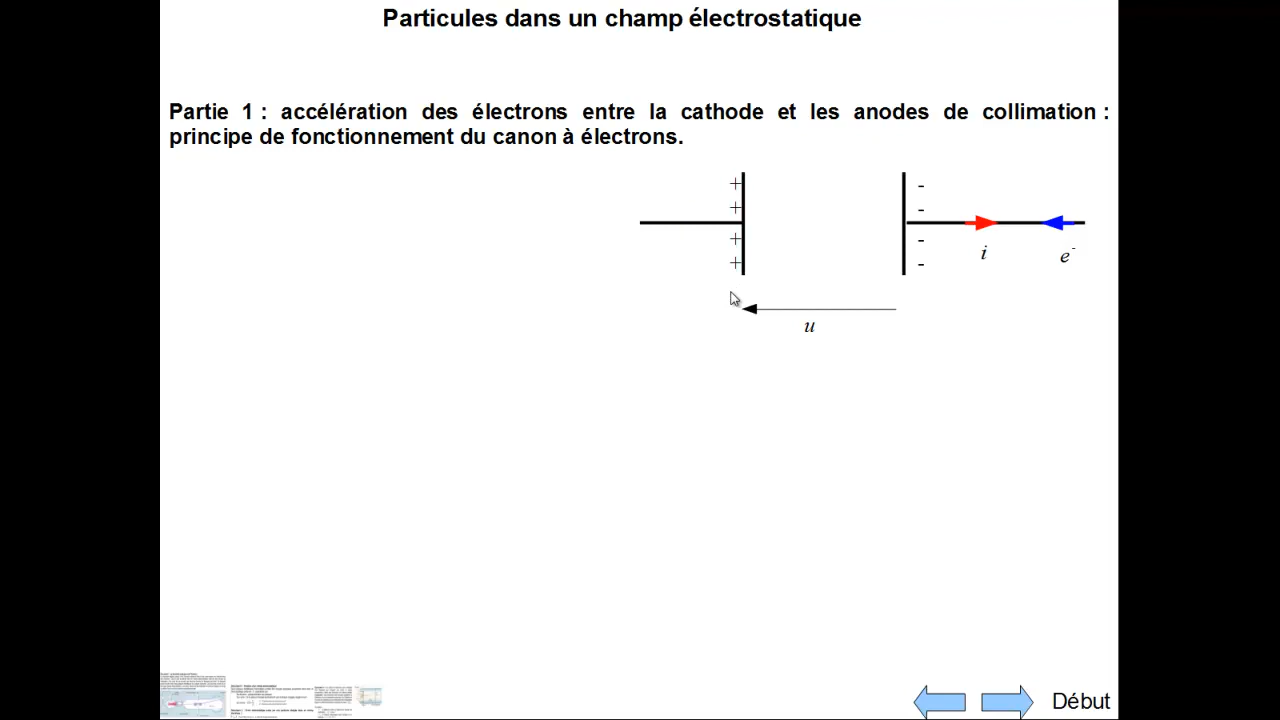 Particules dans un champ électrostatique
Partie 1 : accélération des électrons entre la cathode et les anodes de collimation :
principe de fonctionnement du canon à électrons.
+ -
+ -
+ -
i e-
+ -
u
Début